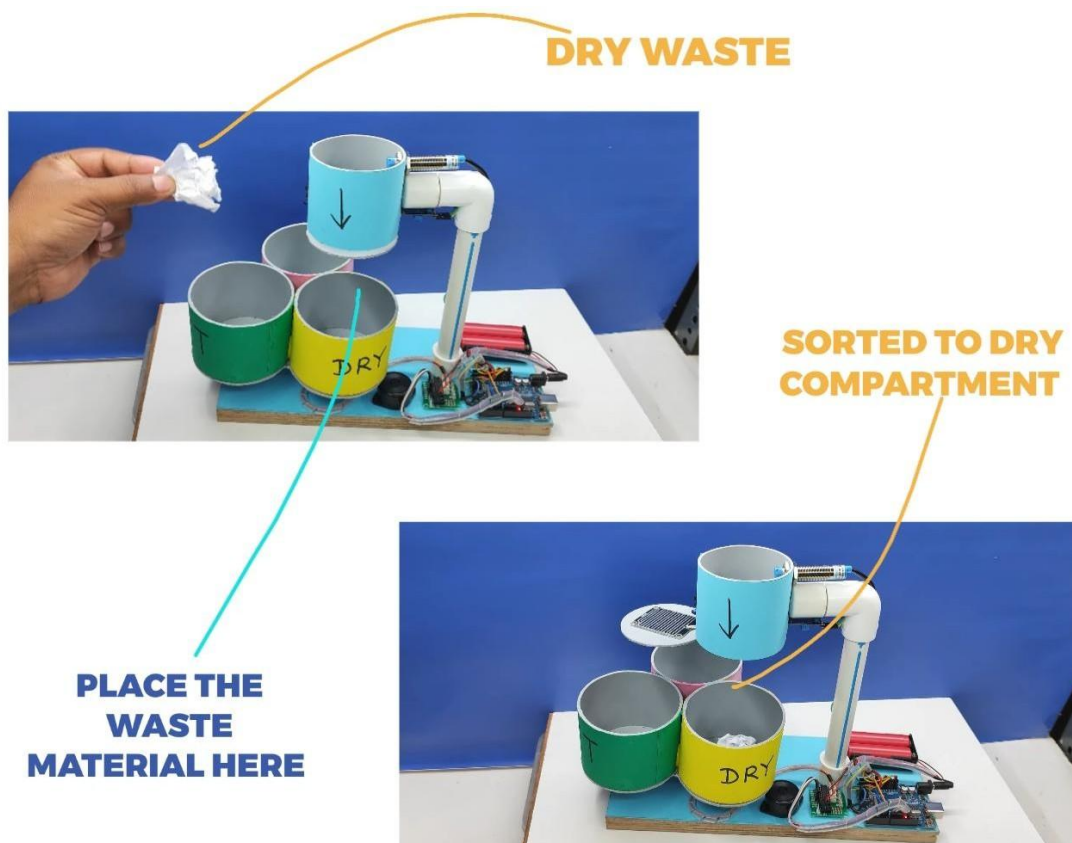 DRY WASTE
T
DRY
SORTED TO DRY
COMPARTMENT
PLACE THE
WASTE
MATERIAL HERE
T
DRY